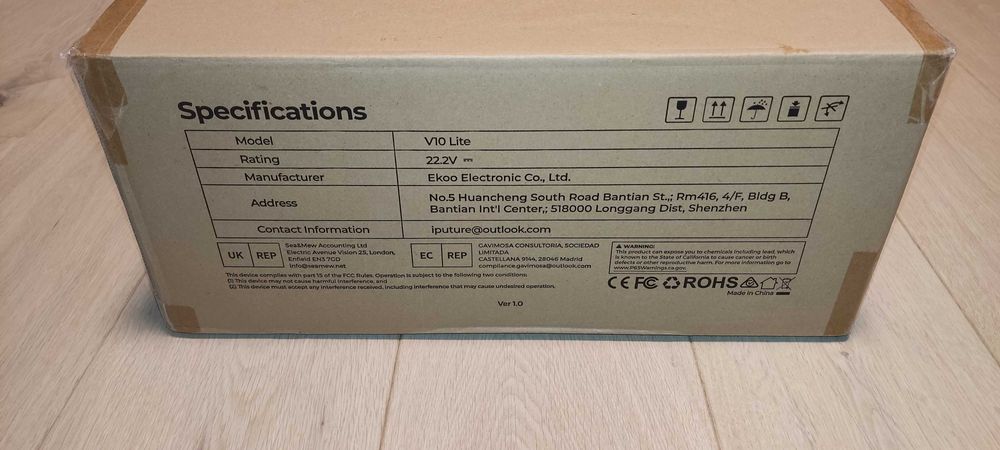 Specifications
Model V10 Lite
Rating 22.2V
Manufacturer Ekoo Electronic Co., Ltd.
Address No.5 Huancheng South Road Bantian St.,; Rm416, 4/F, Bldg B,
Bantian Int'l Center,; 518000 Longgang Dist, Shenzhen
Contact Information iputure@outlook.com
UK REP
Sea&Mew Accounting Ltd
Electric Avenue Vision 25, London,
Enfield EN3 7GD
info@seamew.net
EC REP
GAVIMOSA CONSULTORIA, SOCIEDAD
LIMITADA
CASTELLANA 9144, 28046 Madrid
compliance.gavimosa@outlook.com
WARNING:
This product can expose you to chemicals including lead, which
is known to the State of California to cause cancer or birth
defects or other reproductive harm. For more information go to
www.P65Warnings.ca.gov.
This device complies with part 15 of the FCC Rules. Operation is subject to the following two conditions:
(1) This device may not cause harmful interference, and
(2) This device must accept any interference received, including interference that may cause undesired operation.
CE FC ROHS
Made in China
Ver 1.0